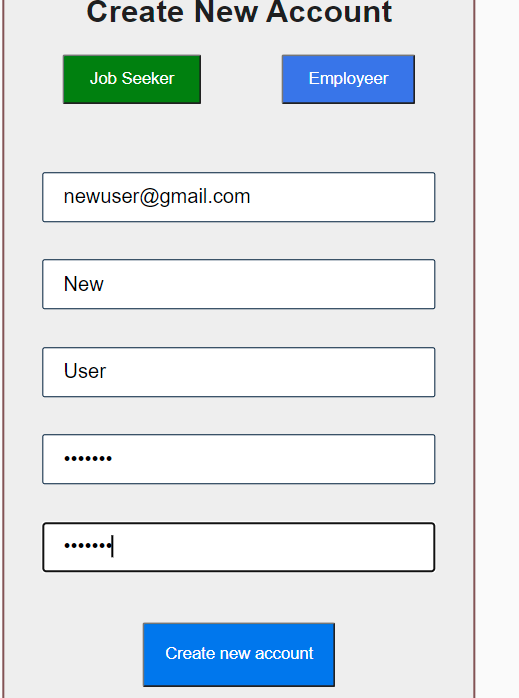 Create New Account
Job Seeker
Employeer
newuser@gmail.com
New
User
•••••••
•••••••
Create new account